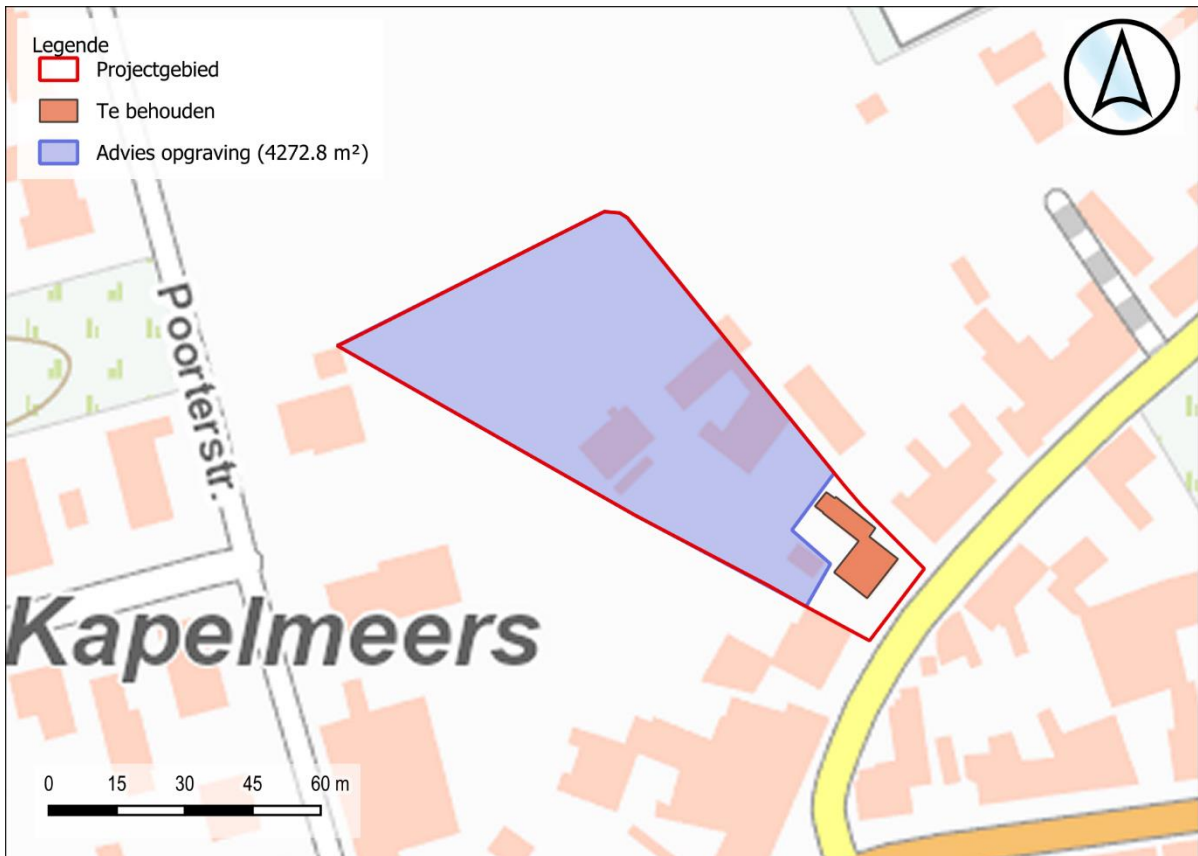 Legende
Projectgebied
Te behouden
Advies opgraving (4272.8 m²)
Poorterstr.
Kapelmeers
0 15 30 45 60 m